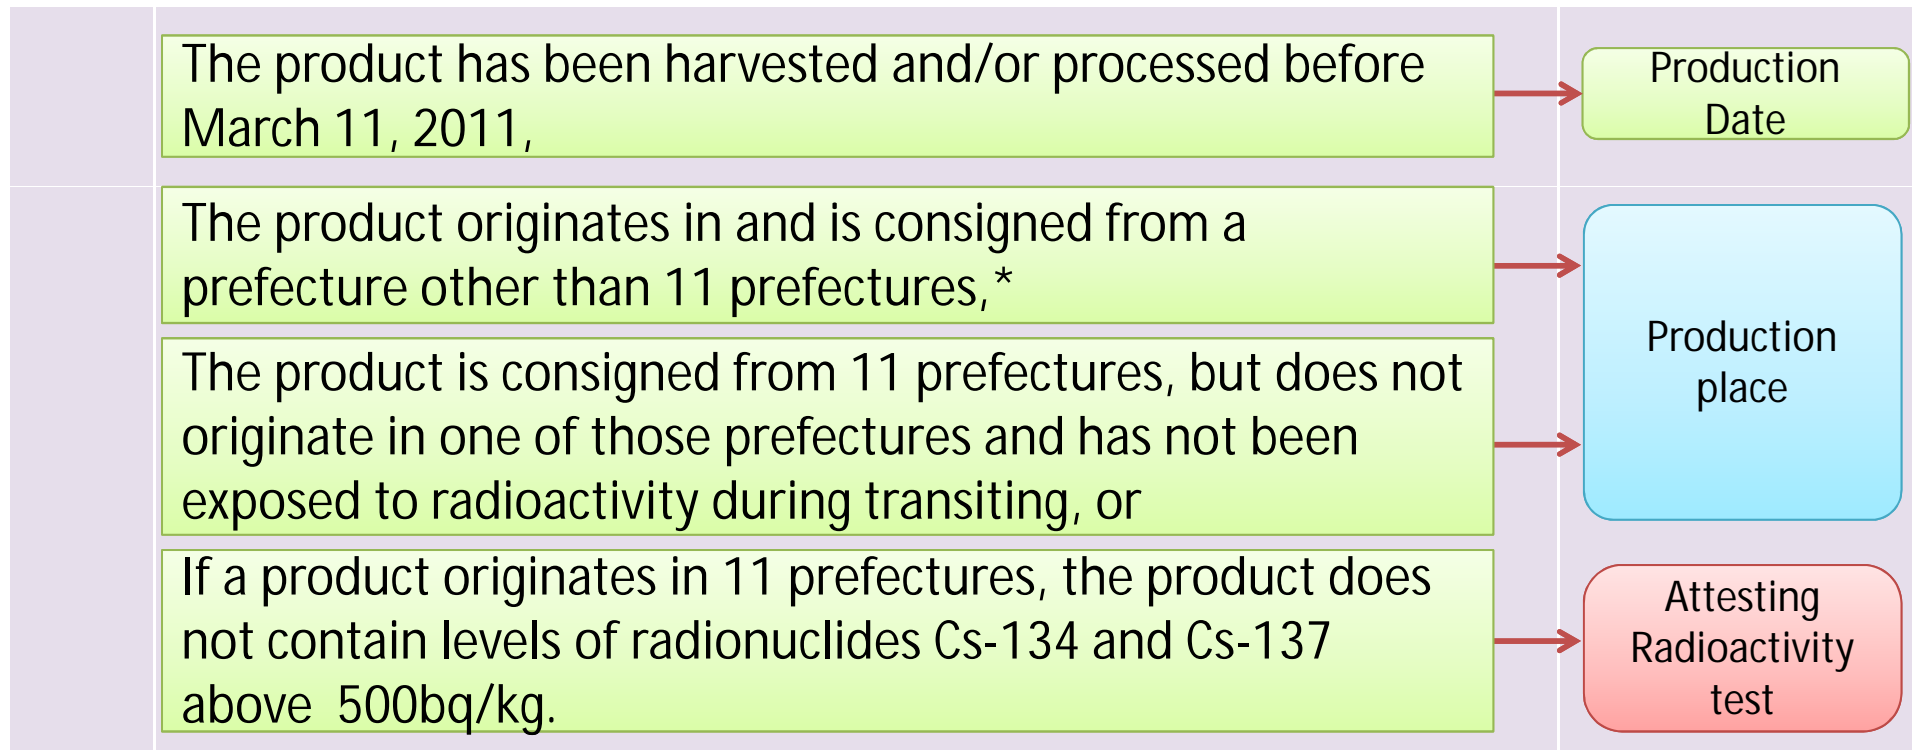 The product has been harvested and/or processed before
March 11, 2011,
Production
Date
The product originates in and is consigned from a
prefecture other than 11 prefectures,*
The product is consigned from 11 prefectures, but does not
originate in one of those prefectures and has not been
exposed to radioactivity during transiting, or
Production
place
If a product originates in 11 prefectures, the product does
not contain levels of radionuclides Cs-134 and Cs-137
above  500bq/kg.
Attesting
Radioactivity
test